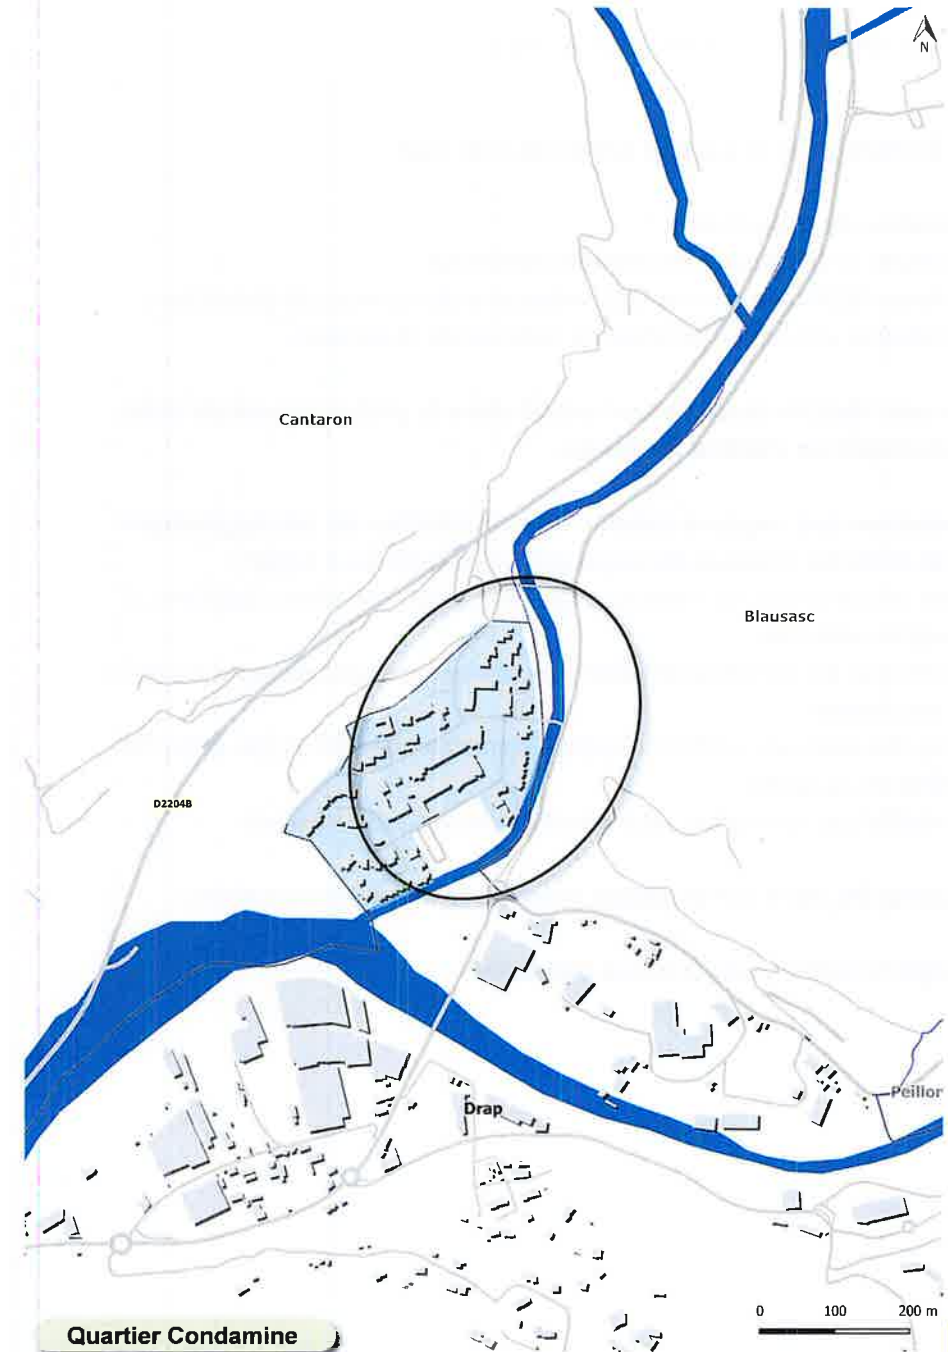 N
Cantaron
Blausasc
D2204B
Peillon
Drap
0 100 200 m
Quartier Condamine